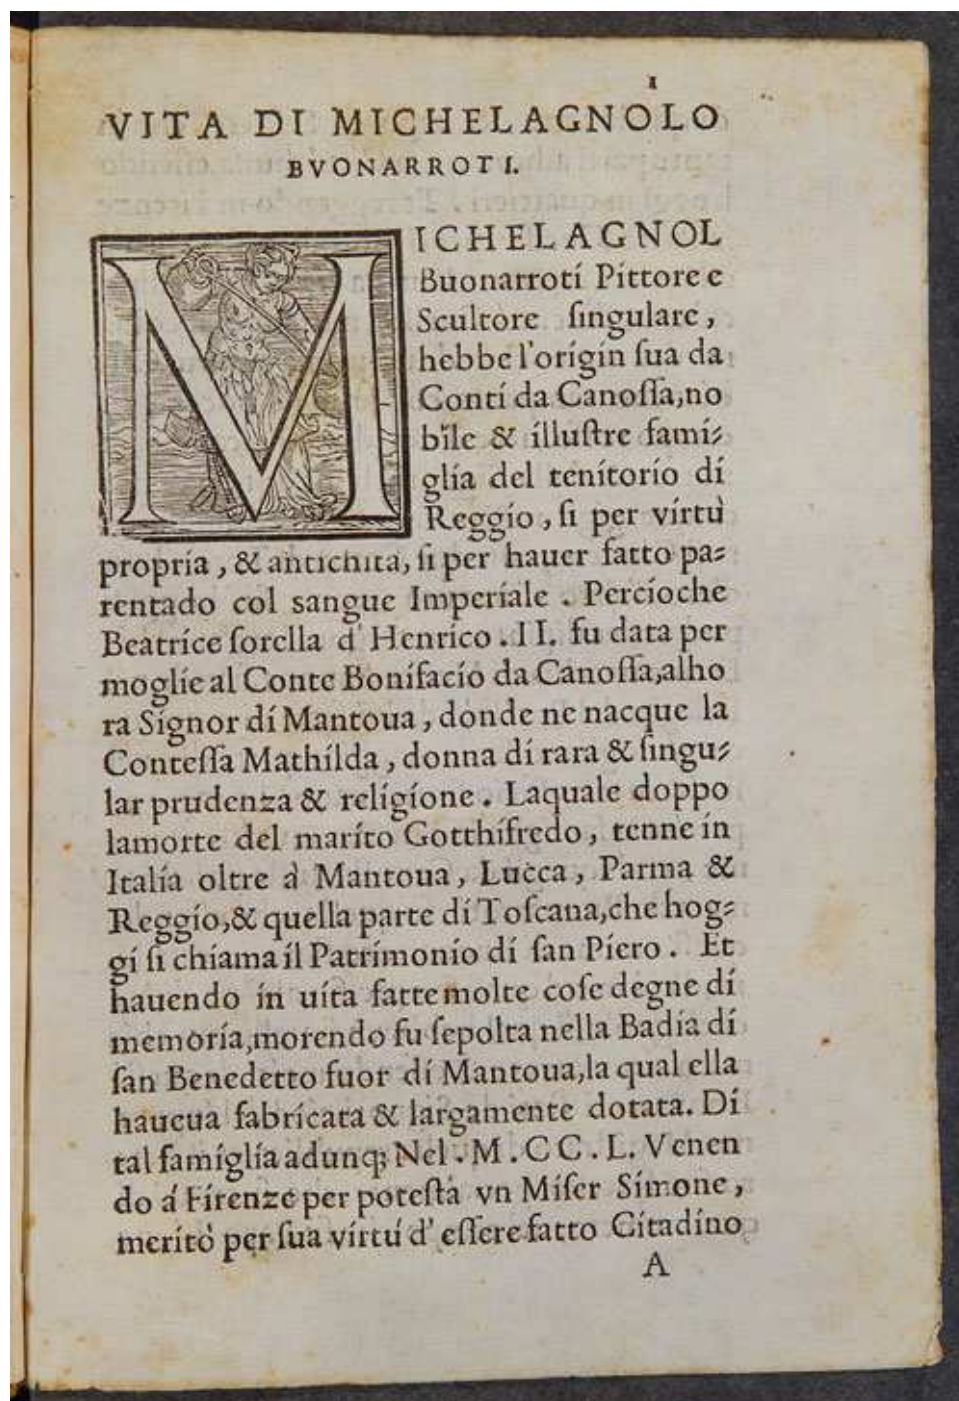 1
VITA DI MICHELAGNOLO
BVONARROTI.
MICHELAGNOL
Buonarroti Pittore e
Scultore ſingulare,
hebbe l'origin ſua da
Conti da Canoſſa,no
bile & illuſtre fami⸗
glia del tenitorio di
Reggio, ſi per virtù
propria, & antichita, ſi per hauer fatto pa⸗
rentado col sangue Imperiale. Percioche
Beatrice ſorella d' Henrico. II. fu data per
moglie al Conte Bonifacio da Canoſſa,alho
ra Signor di Mantoua, donde ne nacque la
Conteſſa Mathilda, donna di rara & ſingu⸗
lar prudenza & religione. Laquale doppo
lamorte del marito Gotthifredo, tenne in
Italia oltre à Mantoua, Lucca, Parma &
Reggio,& quella parte di Toſcana,che hog⸗
gi ſi chiama il Patrimonio di ſan Piero. Et
hauendo in uita fatte molte coſe degne di
memoria,morendo fu ſepolta nella Badia di
ſan Benedetto fuor di Mantoua,la qual ella
haueua fabricata & largamente dotata. Di
tal famiglia adunq; Nel. M. CC. L. Venen
do á Firenze per poteſtà vn Miſer Simone,
meritò per ſua virtú d' eſſere fatto Citadino
A